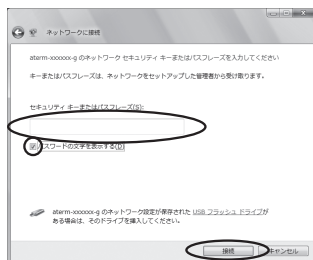 ネットワークに接続
aterm-xxxxxx-g のネットワーク セキュリティ キーまたはパスフレーズを入力してください
キーまたはパスフレーズは、ネットワークをセットアップした管理者から受け取ります。
セキュリティ キーまたはパスフレーズ(S):
パスワードの文字を表示する(D)
aterm-xxxxxx-g のネットワーク設定が保存された USB フラッシュ ドライブが
ある場合は、そのドライブを挿入してください。
接続 キャンセル